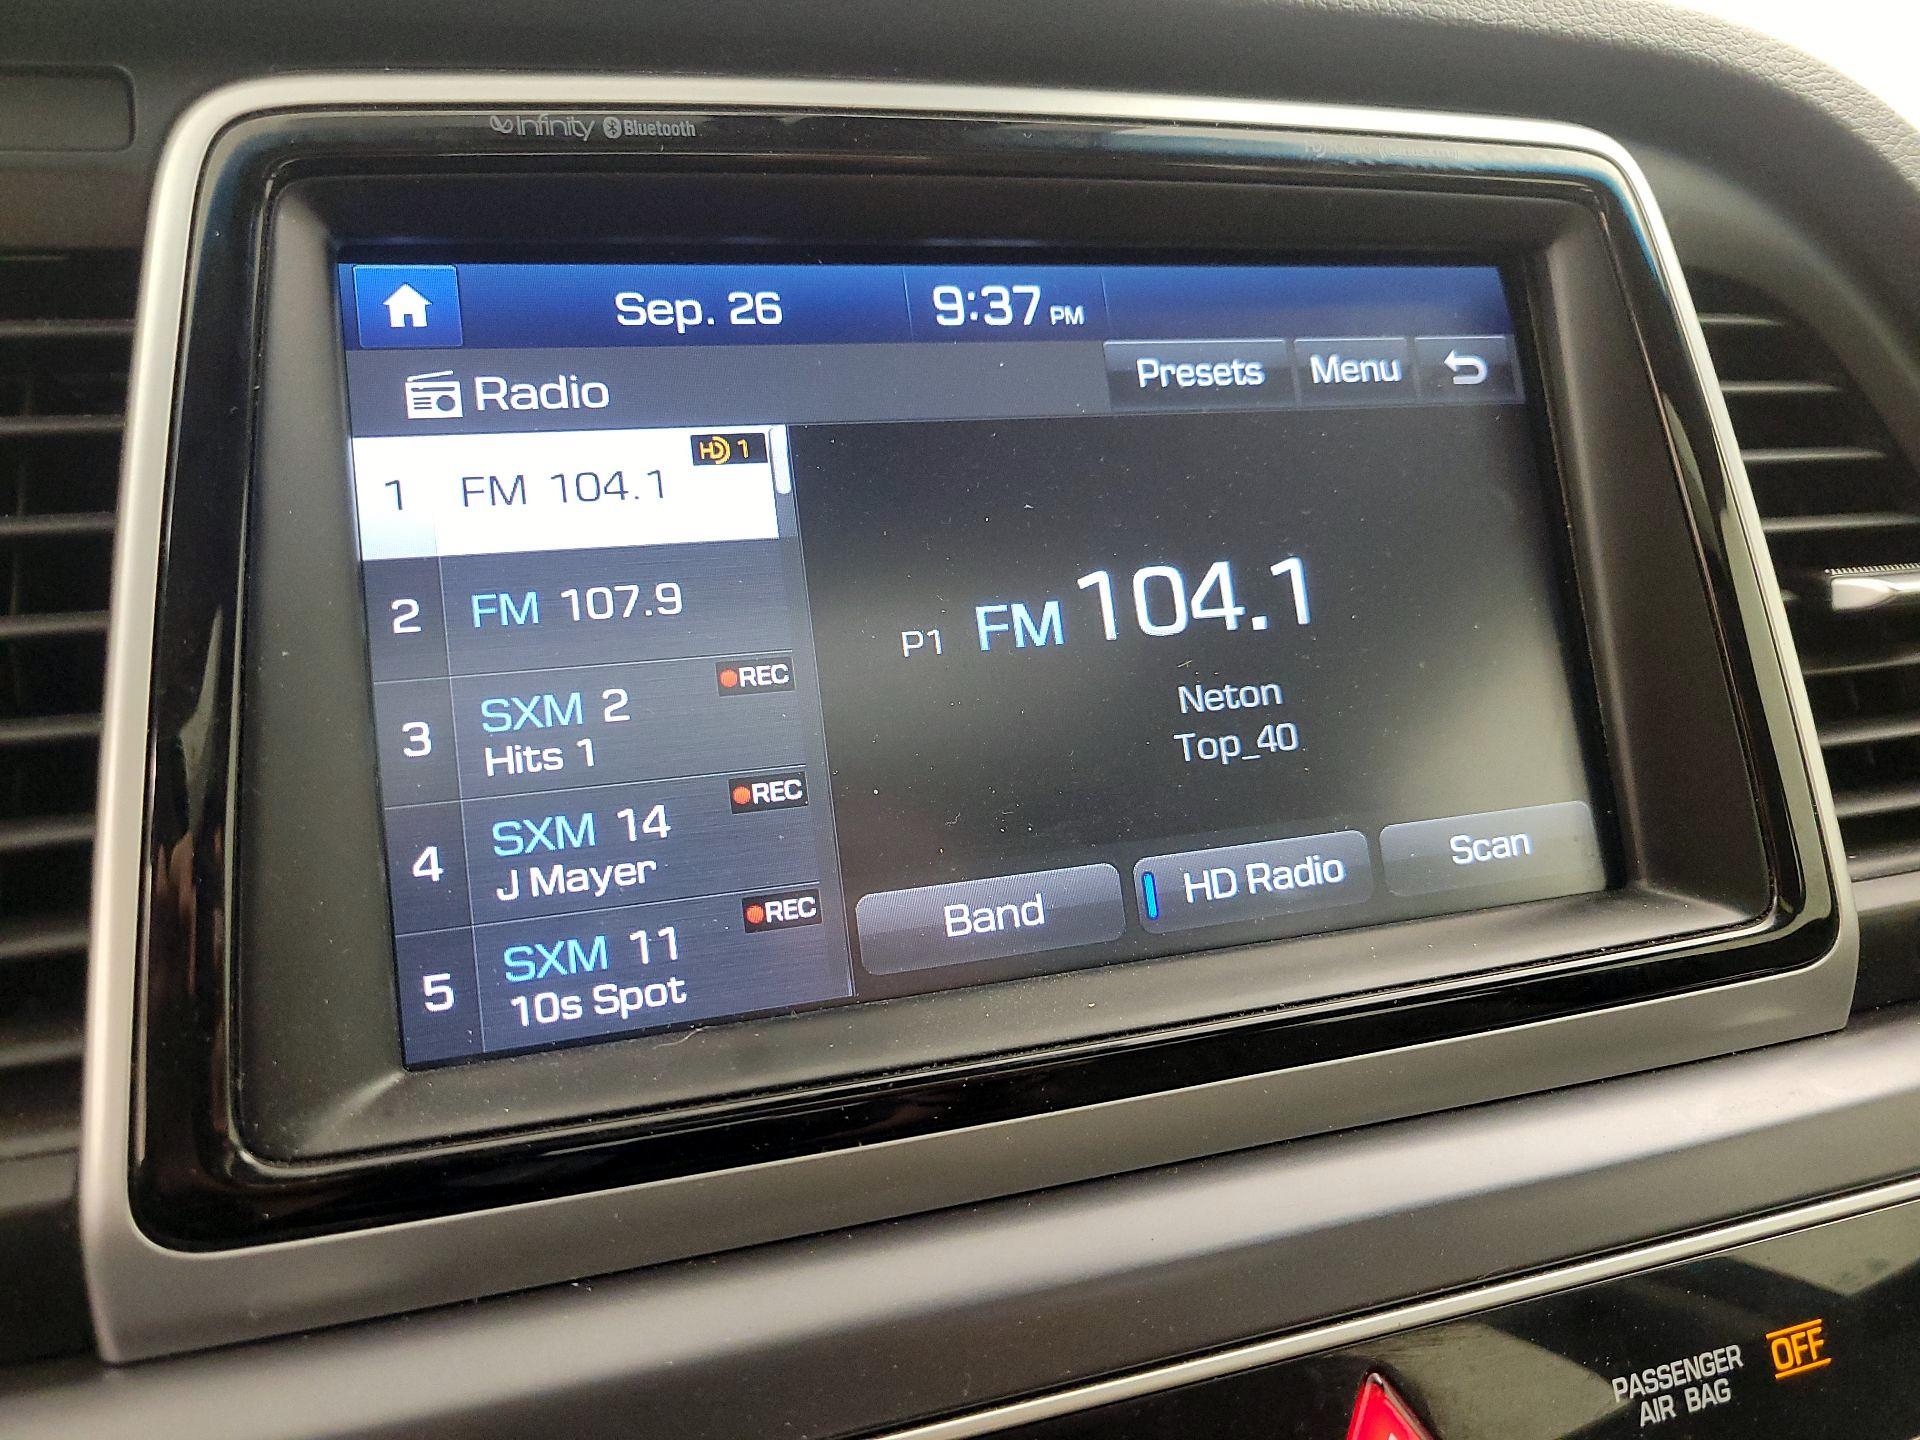 Infinity Bluetooth
Sep. 26 9:37 PM
Radio Presets Menu
1 FM 104.1 HD 1
2 FM 107.9
3 SXM 2 REC
Hits 1
4 SXM 14 REC
J Mayer
5 SXM 11 REC
10s Spot
P1 FM 104.1
Neton
Top_40
Band HD Radio Scan
PASSENGER
AIR BAG
OFF